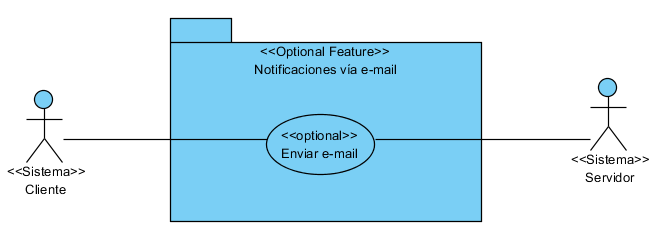 <<Optional Feature>>
Notificaciones vía e-mail
<<optional>>
Enviar e-mail
<<Sistema>>
Cliente
<<Sistema>>
Servidor